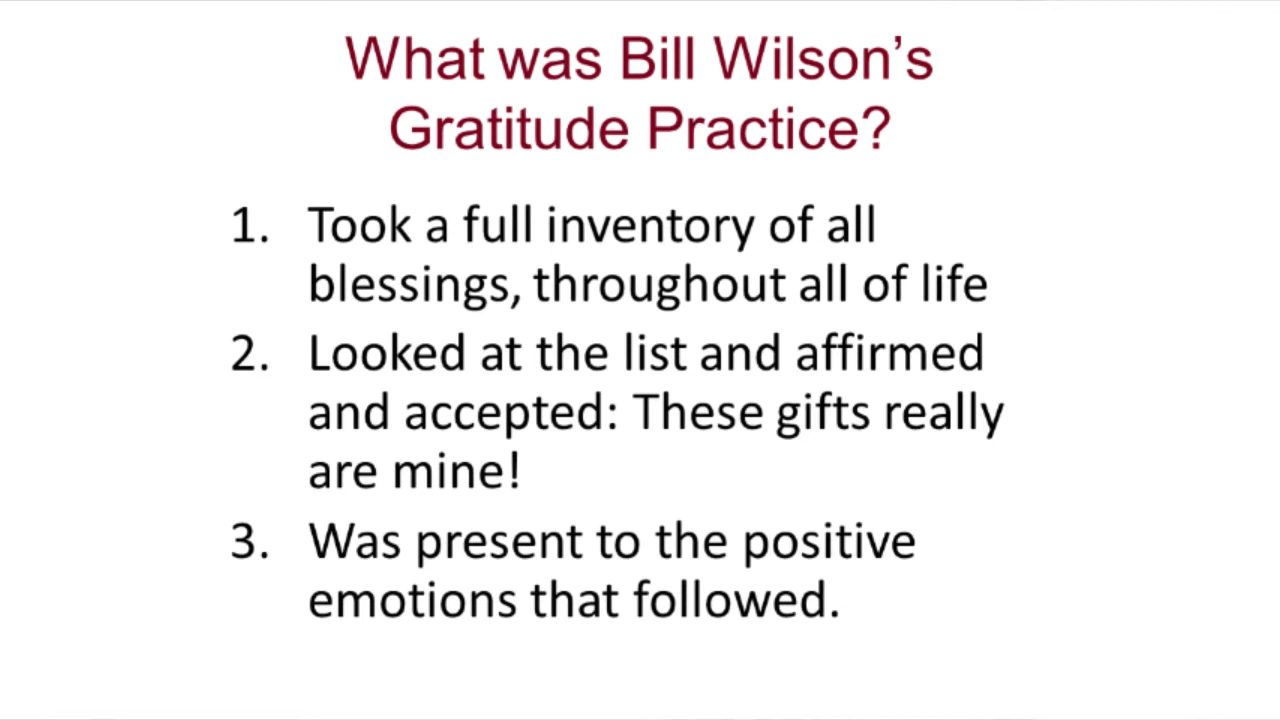 What was Bill Wilson’s
Gratitude Practice?
1. Took a full inventory of all
blessings, throughout all of life
2. Looked at the list and affirmed
and accepted: These gifts really
are mine!
3. Was present to the positive
emotions that followed.